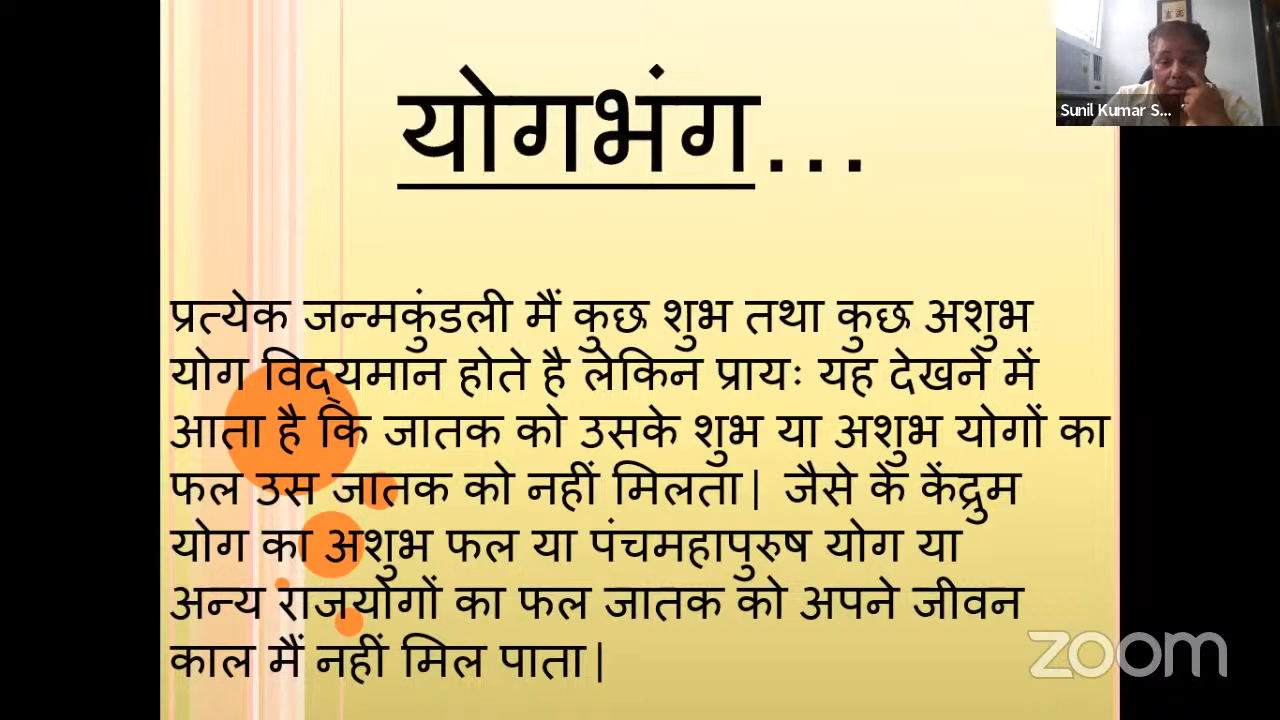 योगभंग...
Sunil Kumar S...
प्रत्येक जन्मकुंडली मैं कुछ शुभ तथा कुछ अशुभ
योग विद्यमान होते है लेकिन प्रायः यह देखने में
आता है कि जातक को उसके शुभ या अशुभ योगों का
फल उस जातक को नहीं मिलता| जैसे के केंद्रुम
योग का अशुभ फल या पंचमहापुरुष योग या
अन्य राजयोगों का फल जातक को अपने जीवन
काल मैं नहीं मिल पाता|
zoom